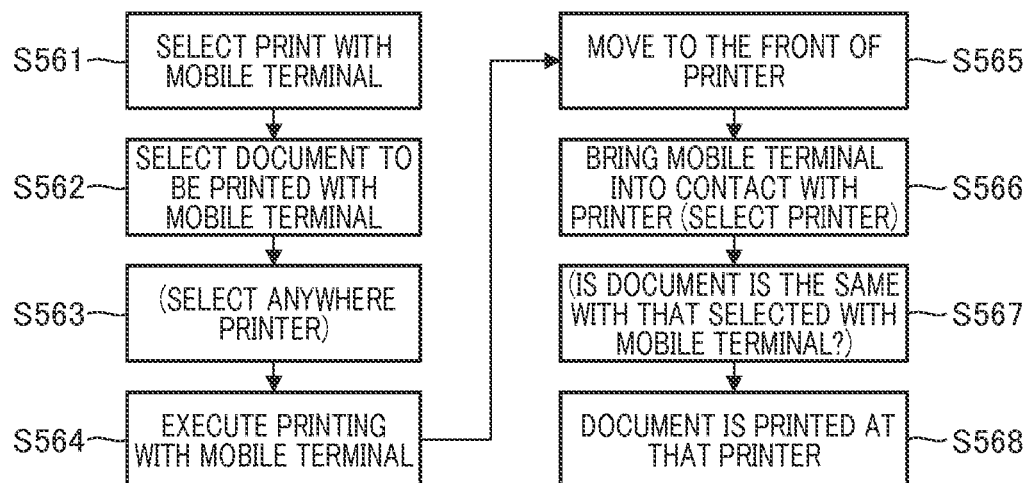 S561
SELECT PRINT WITH
MOBILE TERMINAL
S562
SELECT DOCUMENT TO
BE PRINTED WITH
MOBILE TERMINAL
S563
(SELECT ANYWHERE
PRINTER)
S564
EXECUTE PRINTING
WITH MOBILE TERMINAL
MOVE TO THE FRONT OF
PRINTER
S565
BRING MOBILE TERMINAL
INTO CONTACT WITH
PRINTER (SELECT PRINTER)
S566
(IS DOCUMENT IS THE SAME
WITH THAT SELECTED WITH
MOBILE TERMINAL?)
S567
DOCUMENT IS PRINTED AT
THAT PRINTER
S568